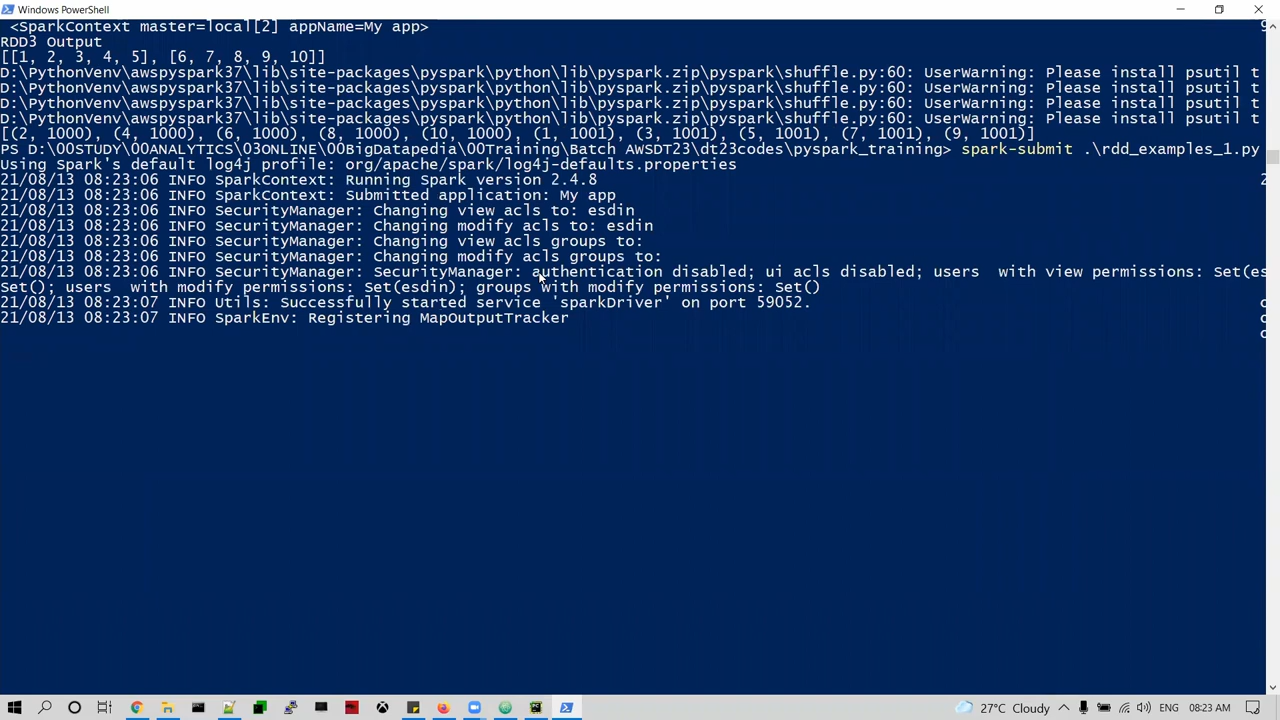 Windows PowerShell
<SparkContext master=local[2] appName=My app>
RDD3 Output
[[1, 2, 3, 4, 5], [6, 7, 8, 9, 10]]
D:\PythonVenv\awspyspark37\lib\site-packages\pyspark\python\lib\pyspark.zip\pyspark\shuffle.py:60: UserWarning: Please install psutil t
D:\PythonVenv\awspyspark37\lib\site-packages\pyspark\python\lib\pyspark.zip\pyspark\shuffle.py:60: UserWarning: Please install psutil t
D:\PythonVenv\awspyspark37\lib\site-packages\pyspark\python\lib\pyspark.zip\pyspark\shuffle.py:60: UserWarning: Please install psutil t
D:\PythonVenv\awspyspark37\lib\site-packages\pyspark\python\lib\pyspark.zip\pyspark\shuffle.py:60: UserWarning: Please install psutil t
[(2, 1000), (4, 1000), (6, 1000), (8, 1000), (10, 1000), (1, 1001), (3, 1001), (5, 1001), (7, 1001), (9, 1001)]
PS D:\00STUDY\00ANALYTICS\03ONLINE\00BigDatapedia\00Training\Batch AWSDT23\dt23codes\pyspark_training> spark-submit .\rdd_examples_1.py
Using Spark's default log4j profile: org/apache/spark/log4j-defaults.properties
21/08/13 08:23:06 INFO SparkContext: Running Spark version 2.4.8
21/08/13 08:23:06 INFO SparkContext: Submitted application: My app
21/08/13 08:23:06 INFO SecurityManager: Changing view acls to: esdin
21/08/13 08:23:06 INFO SecurityManager: Changing modify acls to: esdin
21/08/13 08:23:06 INFO SecurityManager: Changing view acls groups to:
21/08/13 08:23:06 INFO SecurityManager: Changing modify acls groups to:
21/08/13 08:23:06 INFO SecurityManager: SecurityManager: authentication disabled; ui acls disabled; users  with view permissions: Set(es
Set(); users  with modify permissions: Set(esdin); groups with modify permissions: Set()
21/08/13 08:23:07 INFO Utils: Successfully started service 'sparkDriver' on port 59052.
21/08/13 08:23:07 INFO SparkEnv: Registering MapOutputTracker
27°C Cloudy
ENG
08:23 AM